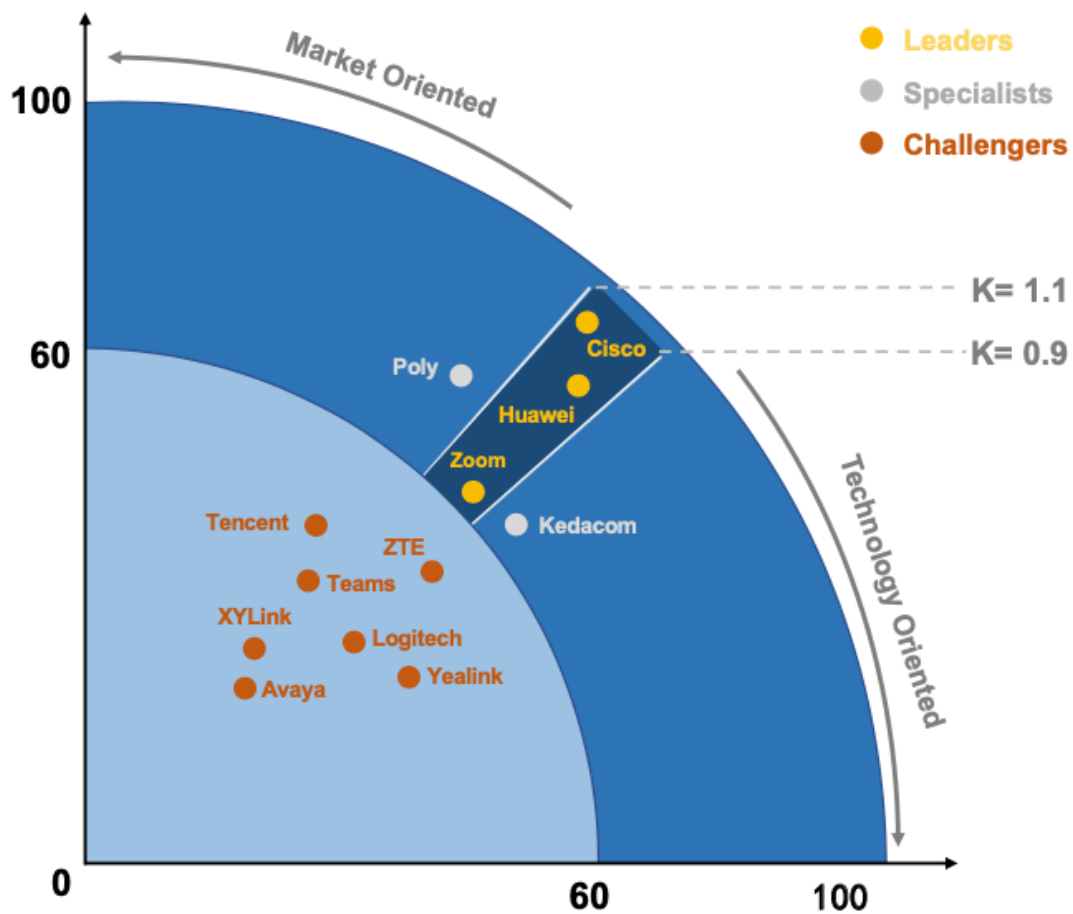 Market Oriented
Leaders
Specialists
Challengers
100
K= 1.1
60
K= 0.9
Cisco
Poly
Huawei
Zoom
Technology Oriented
Tencent
Kedacom
ZTE
Teams
XYLink
Logitech
Yealink
Avaya
0
60
100